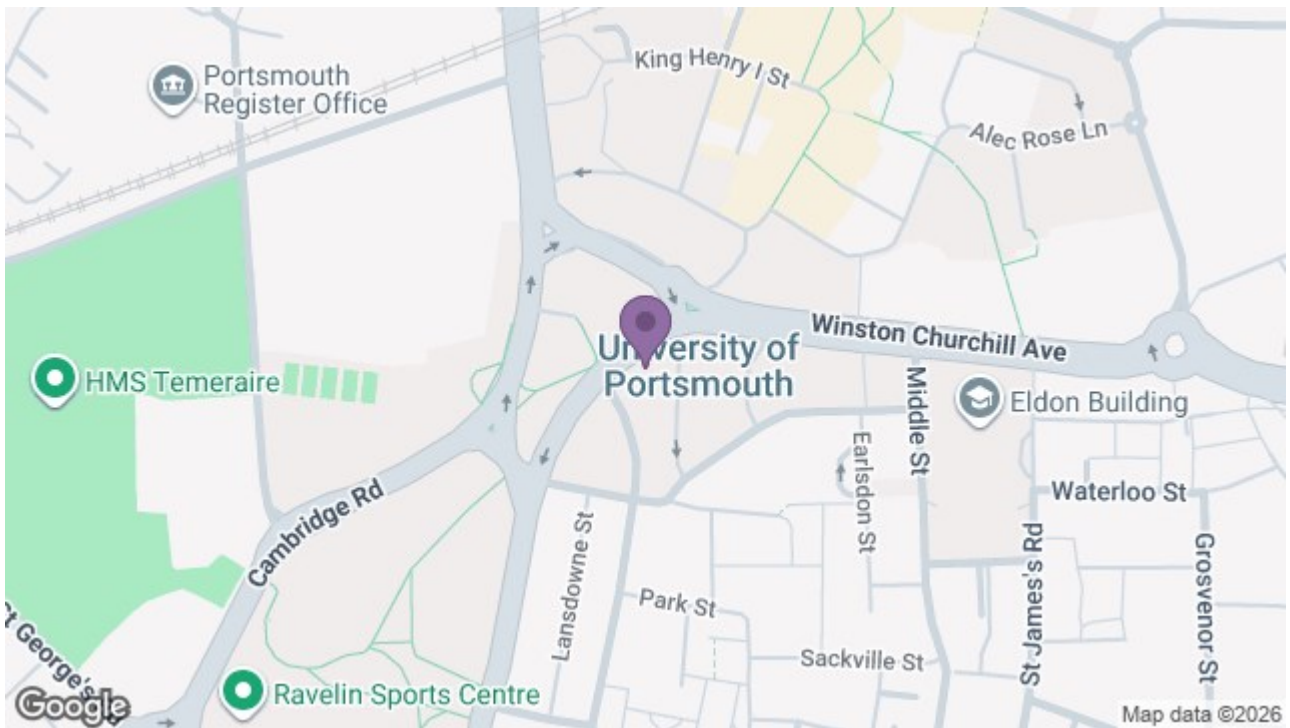 King Henry I St
Portsmouth
Register Office
Alec Rose Ln
Winston Churchill Ave
University of
Portsmouth
HMS Temeraire
Middle St
Eldon Building
Earlsdon St
Waterloo St
Cambridge Rd
Lansdowne St
St James's Rd
Grosvenor St
Park St
Sackville St
St George's Rd
Ravelin Sports Centre
Google
Map data ©2026